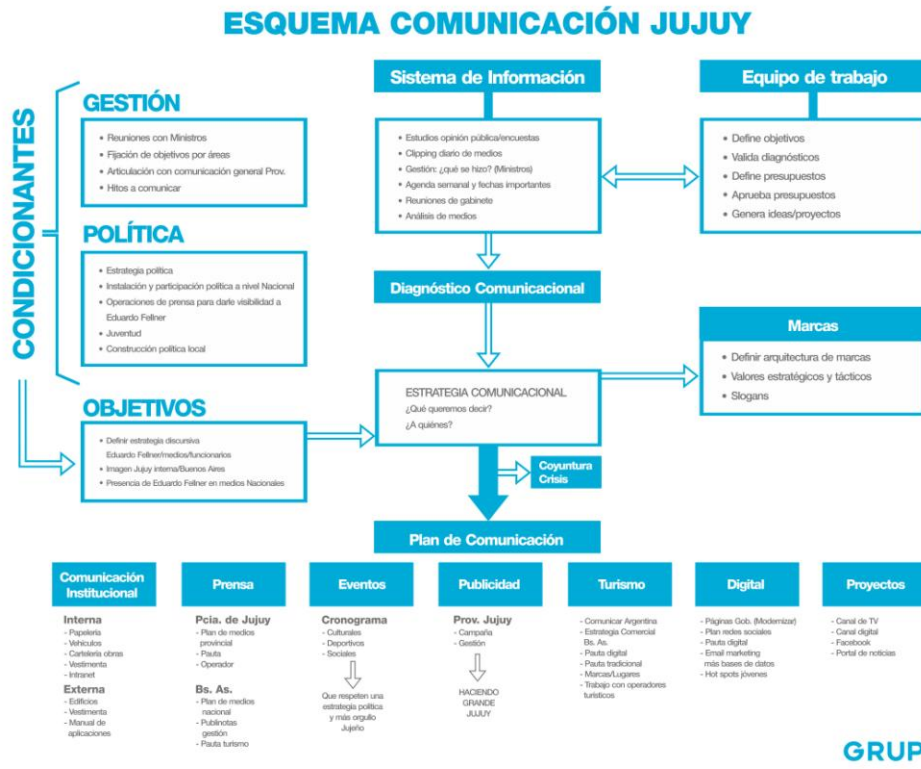 ESQUEMA COMUNICACIÓN JUJUY
CONDICIONANTES
GESTIÓN
• Reuniones con Ministros
• Fijación de objetivos por áreas
• Articulación con comunicación general Prov.
• Hitos a comunicar
POLÍTICA
• Estrategia política
• Instalación y participación política a nivel Nacional
• Operaciones de prensa para darle visibilidad a
Eduardo Fellner
• Juventud
• Construcción política local
OBJETIVOS
• Definir estrategia discursiva
Eduardo Fellner/medios/funcionarios
• Imagen Jujuy interna/Buenos Aires
• Presencia de Eduardo Fellner en medios Nacionales
Sistema de Información
• Estudios opinión pública/encuestas
• Clipping diario de medios
• Gestión: ¿qué se hizo? (Ministros)
• Agenda semanal y fechas importantes
• Reuniones de gabinete
• Análisis de medios
Equipo de trabajo
• Define objetivos
• Valida diagnósticos
• Define presupuestos
• Aprueba presupuestos
• Genera ideas/proyectos
Diagnóstico Comunicacional
ESTRATEGIA COMUNICACIONAL
¿Qué queremos decir?
¿A quiénes?
Marcas
• Definir arquitectura de marcas
• Valores estratégicos y tácticos
• Slogans
Coyuntura
Crisis
Plan de Comunicación
Comunicación
Institucional
Interna
- Papelería
- Vehículos
- Cartelería obras
- Vestimenta
- Intranet
Externa
- Edificios
- Vestimenta
- Manual de
aplicaciones
Prensa
Pcia. de Jujuy
- Plan de medios
provincial
- Pauta
- Operador
Bs. As.
- Plan de medios
nacional
- Publinotas
gestión
- Pauta turismo
Eventos
Cronograma
- Culturales
- Deportivos
- Sociales
Que respeten una
estrategia política
y más orgullo
Jujeño
Publicidad
Prov. Jujuy
- Campaña
- Gestión
HACIENDO
GRANDE
JUJUY
Turismo
- Comunicar Argentina
- Estrategia Comercial
Bs. As.
- Pauta digital
- Pauta tradicional
- Marcas/Lugares
- Trabajo con operadores
turísticos
Digital
- Páginas Gob. (Modernizar)
- Plan redes sociales
- Pauta digital
- Email marketing
más bases de datos
- Hot spots jóvenes
Proyectos
- Canal de TV
- Canal digital
- Facebook
- Portal de noticias
GRUP